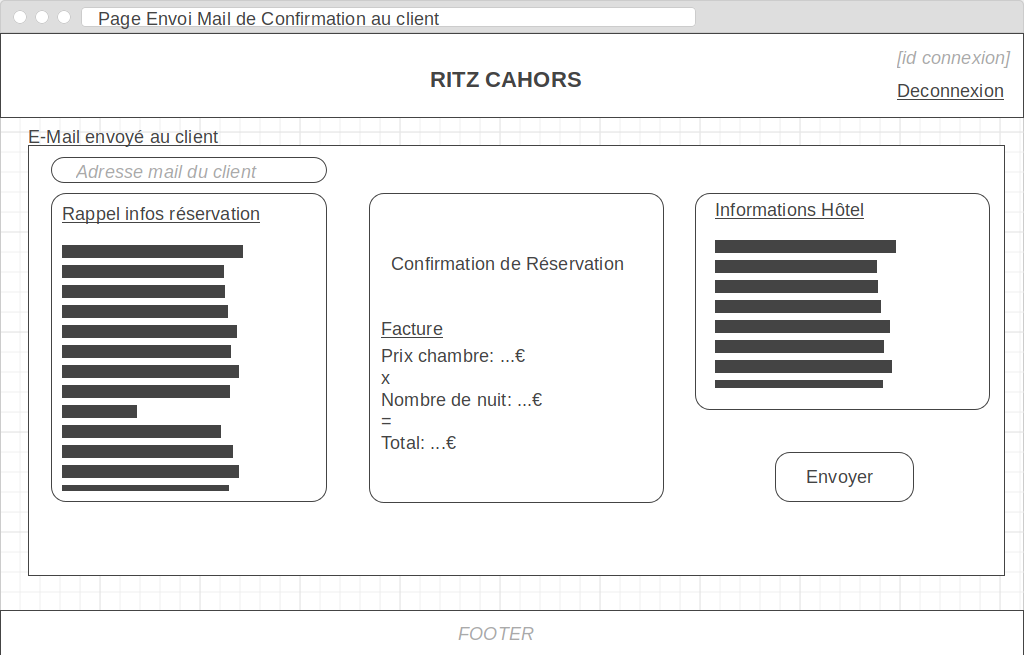 Page Envoi Mail de Confirmation au client
[id connexion]
RITZ CAHORS
Deconnexion
E-Mail envoyé au client
Adresse mail du client
Rappel infos réservation
Confirmation de Réservation
Facture
Prix chambre: ...€
x
Nombre de nuit: ...€
=
Total: ...€
Informations Hôtel
Envoyer
FOOTER